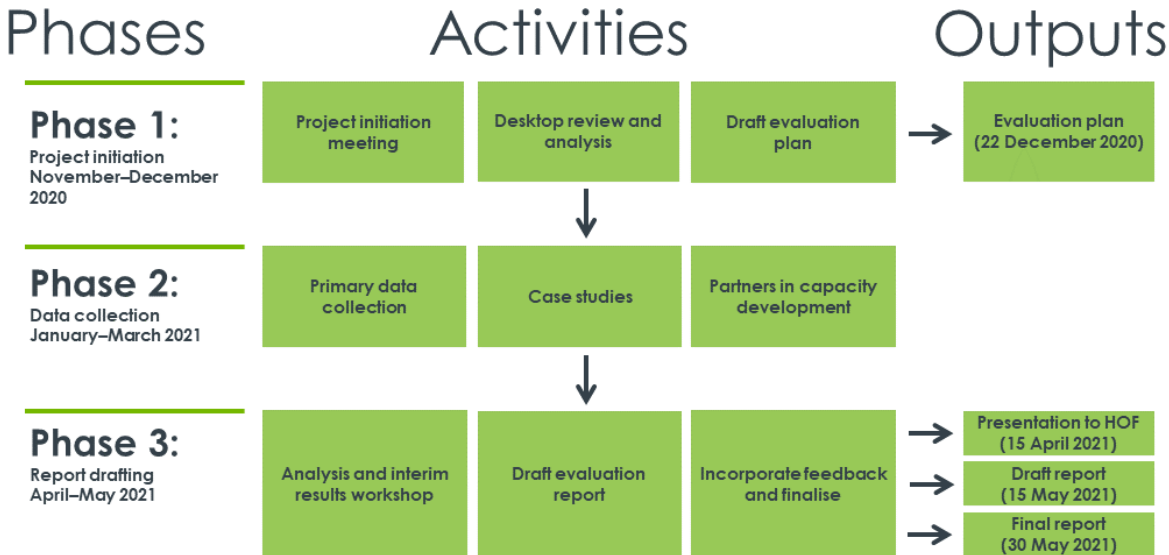 Phases
Activities
Outputs
Phase 1:
Project initiation
November–December
2020
Project initiation
meeting
Desktop review and
analysis
Draft evaluation
plan
Evaluation plan
(22 December 2020)
Phase 2:
Data collection
January–March 2021
Primary data
collection
Case studies
Partners in capacity
development
Phase 3:
Report drafting
April–May 2021
Analysis and interim
results workshop
Draft evaluation
report
Incorporate feedback
and finalise
Presentation to HOF
(15 April 2021)
Draft report
(15 May 2021)
Final report
(30 May 2021)